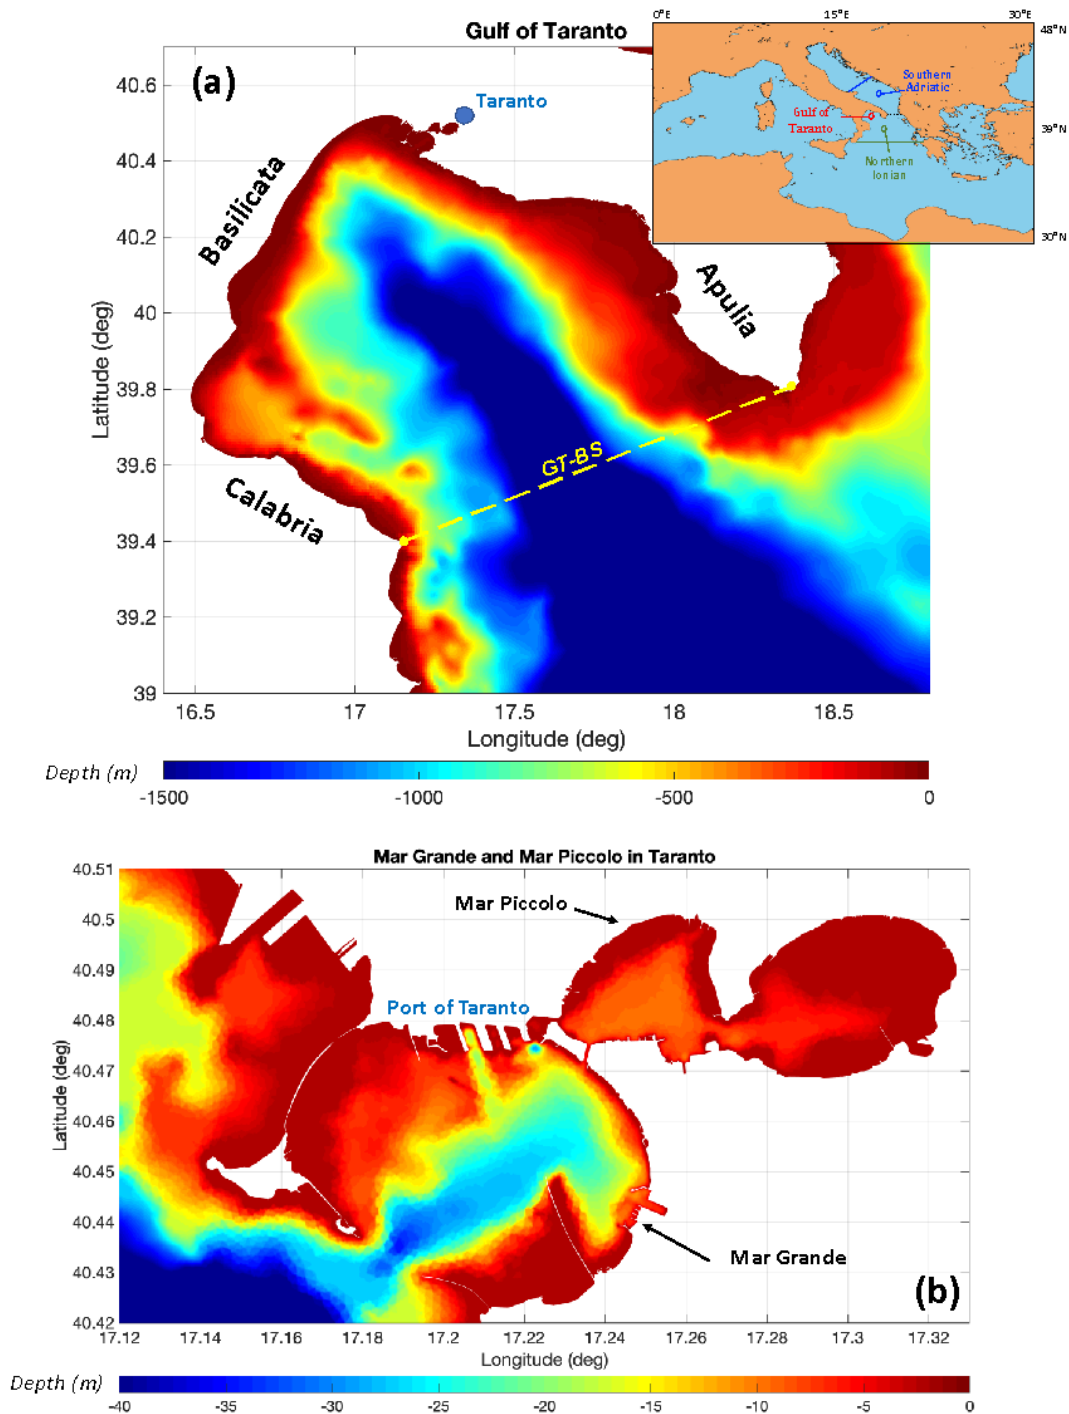 Gulf of Taranto
0°E 15°E 30°E
48°N
39°N
30°N
Southern
Adriatic
Gulf of
Taranto
Northern
Ionian
(a)
Taranto
Basilicata
Apulia
Calabria
GT-BS
40.6
40.4
40.2
40
39.8
39.6
39.4
39.2
39
Latitude (deg)
16.5 17 17.5 18 18.5
Longitude (deg)
Depth (m)
-1500 -1000 -500 0
Mar Grande and Mar Piccolo in Taranto
40.51
40.5
40.49
40.48
40.47
40.46
40.45
40.44
40.43
40.42
Latitude (deg)
Mar Piccolo
Port of Taranto
Mar Grande
(b)
17.12 17.14 17.16 17.18 17.2 17.22 17.24 17.26 17.28 17.3 17.32
Longitude (deg)
Depth (m)
-40 -35 -30 -25 -20 -15 -10 -5 0